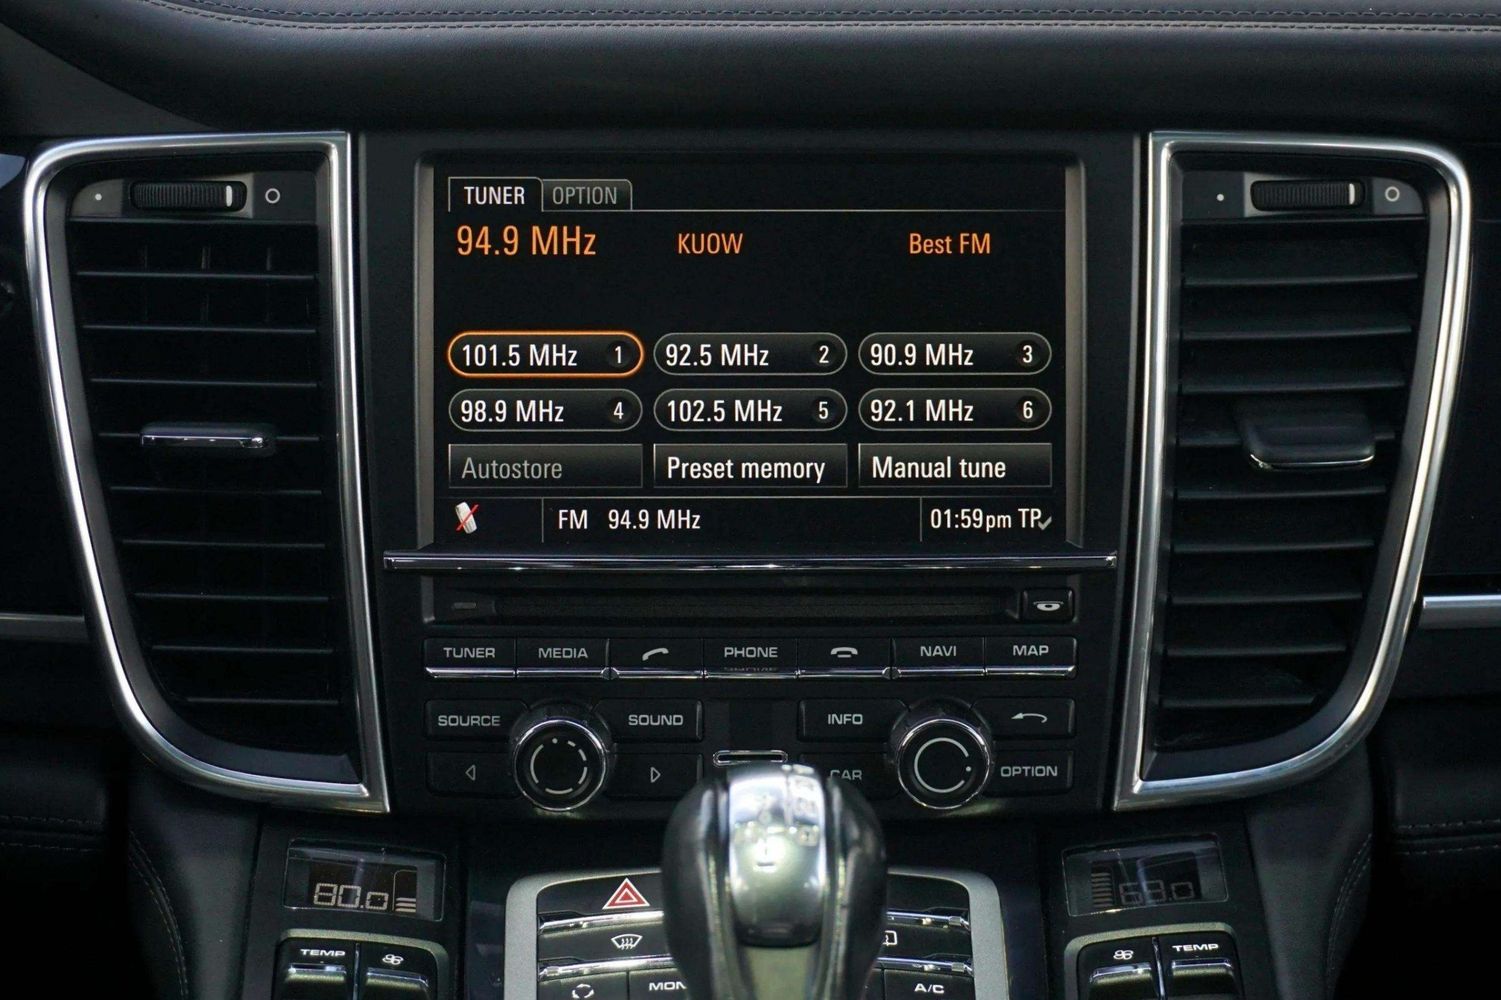 TUNER OPTION
94.9 MHz KUOW Best FM
101.5 MHz 1 92.5 MHz 2 90.9 MHz 3
98.9 MHz 4 102.5 MHz 5 92.1 MHz 6
Autostore Preset memory Manual tune
FM 94.9 MHz 01:59pm TP
TUNER MEDIA PHONE NAVI MAP
SOURCE SOUND INFO
CAR OPTION
80.0
TEMP TEMP
A/C